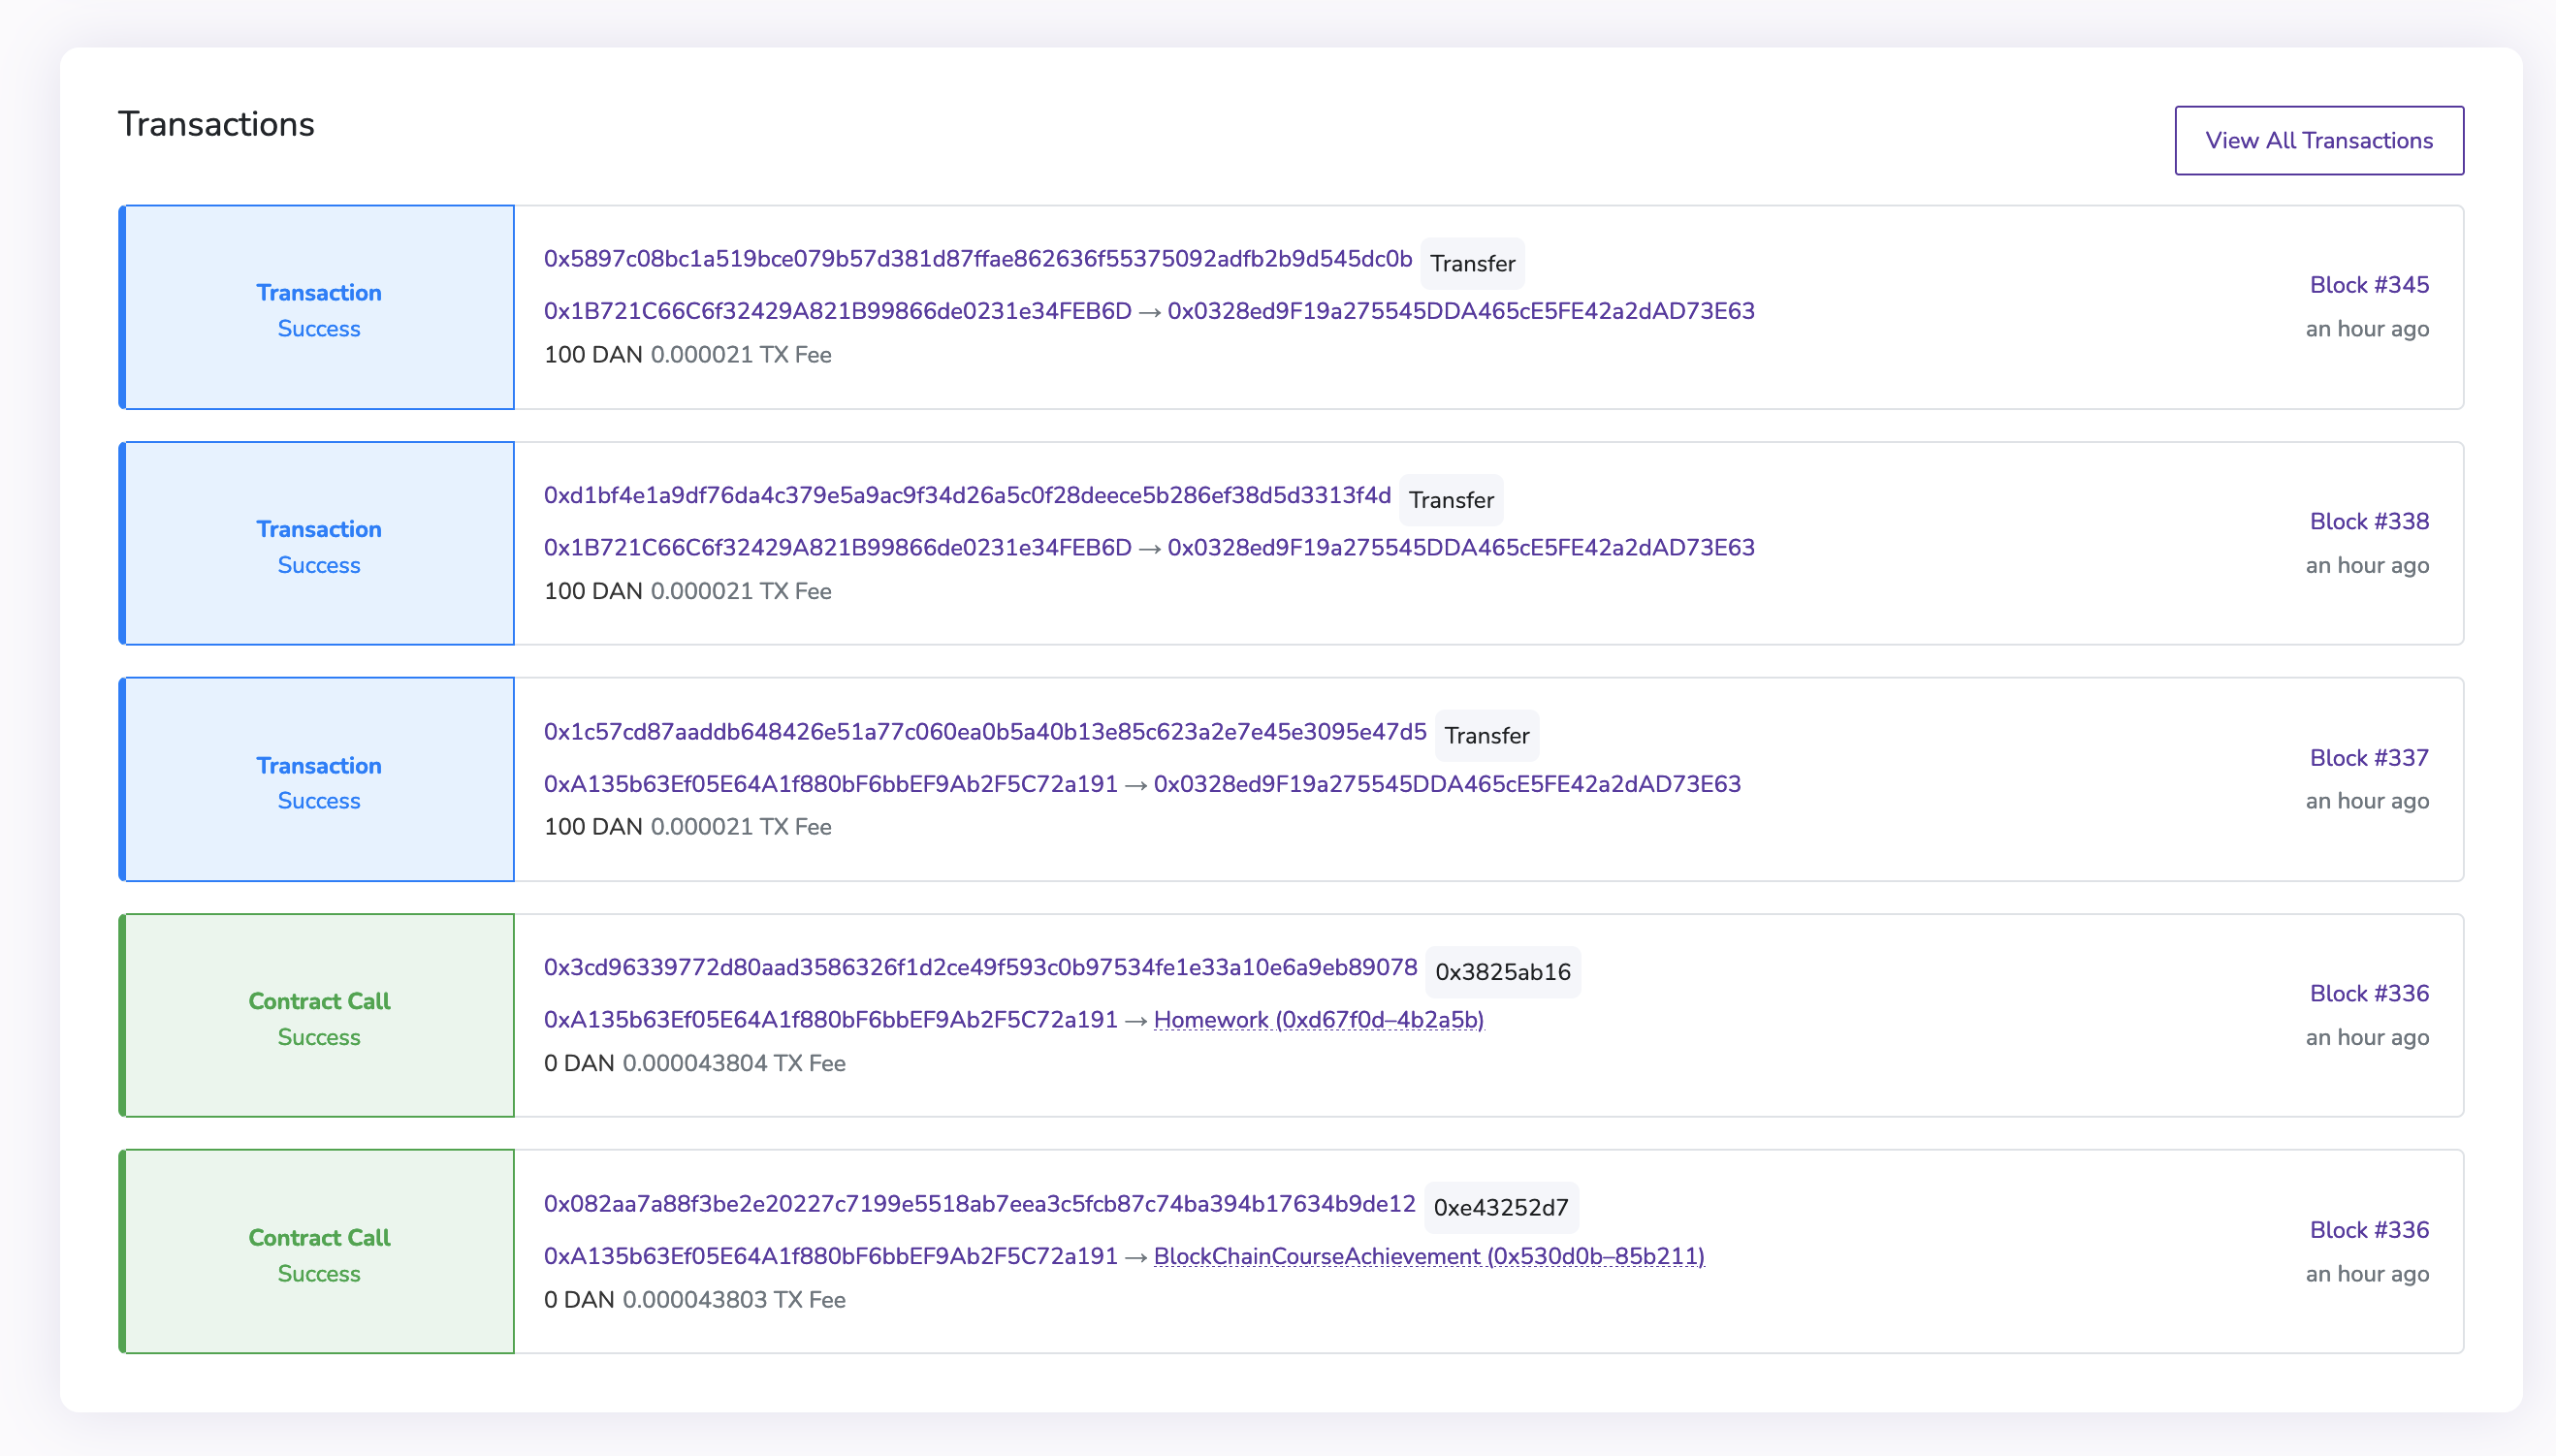 Transactions
View All Transactions
Transaction
Success
0x5897c08bc1a519bce079b57d381d87ffae862636f55375092adfb2b9d545dc0b Transfer
0x1B721C66C6f32429A821B99866de0231e34FEB6D → 0x0328ed9F19a275545DDA465cE5FE42a2dAD73E63
100 DAN 0.000021 TX Fee
Block #345
an hour ago
Transaction
Success
0xd1bf4e1a9df76da4c379e5a9ac9f34d26a5c0f28deece5b286ef38d5d3313f4d Transfer
0x1B721C66C6f32429A821B99866de0231e34FEB6D → 0x0328ed9F19a275545DDA465cE5FE42a2dAD73E63
100 DAN 0.000021 TX Fee
Block #338
an hour ago
Transaction
Success
0x1c57cd87aaddb648426e51a77c060ea0b5a40b13e85c623a2e7e45e3095e47d5 Transfer
0xA135b63Ef05E64A1f880bF6bbEF9Ab2F5C72a191 → 0x0328ed9F19a275545DDA465cE5FE42a2dAD73E63
100 DAN 0.000021 TX Fee
Block #337
an hour ago
Contract Call
Success
0x3cd96339772d80aad3586326f1d2ce49f593c0b97534fe1e33a10e6a9eb89078 0x3825ab16
0xA135b63Ef05E64A1f880bF6bbEF9Ab2F5C72a191 → Homework (0xd67f0d–4b2a5b)
0 DAN 0.000043804 TX Fee
Block #336
an hour ago
Contract Call
Success
0x082aa7a88f3be2e20227c7199e5518ab7eea3c5fcb87c74ba394b17634b9de12 0xe43252d7
0xA135b63Ef05E64A1f880bF6bbEF9Ab2F5C72a191 → BlockChainCourseAchievement (0x530d0b–85b211)
0 DAN 0.000043803 TX Fee
Block #336
an hour ago